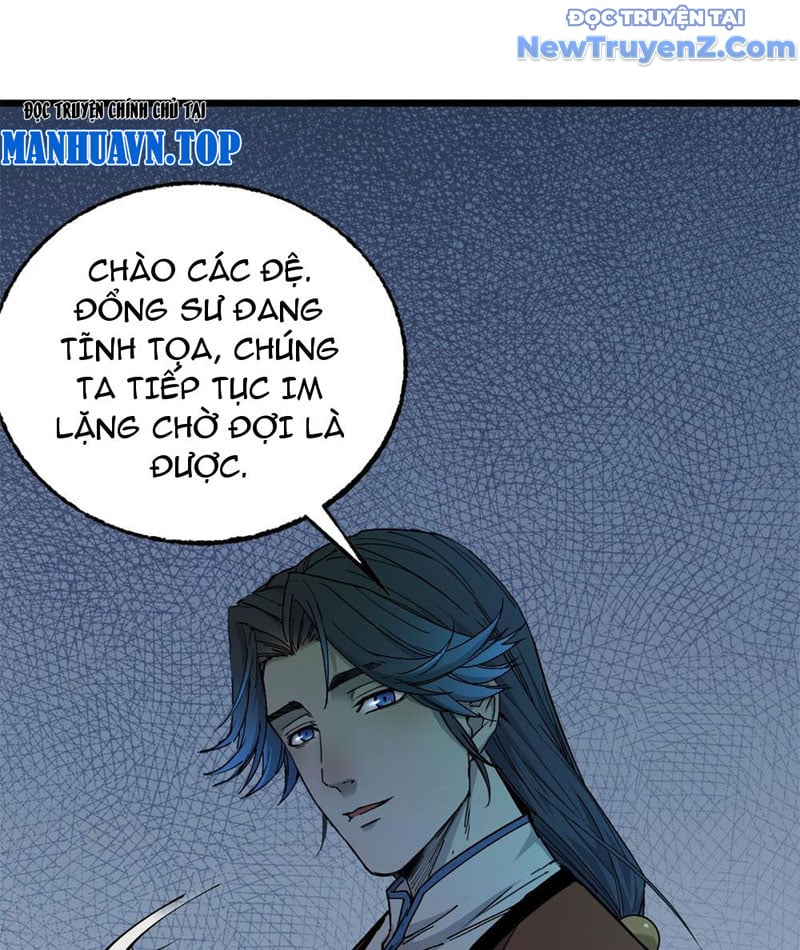 ĐỌC TRUYỆN TẠI
NewTruyenZ.com
ĐỌC TRUYỆN CHÍNH CHỦ TẠI
MANHUAVN.TOP
CHÀO CÁC ĐỆ.
ĐỔNG SƯ ĐANG
TĨNH TỌA, CHÚNG
TA TIẾP TỤC IM
LẶNG CHỜ ĐỢI LÀ
ĐƯỢC.